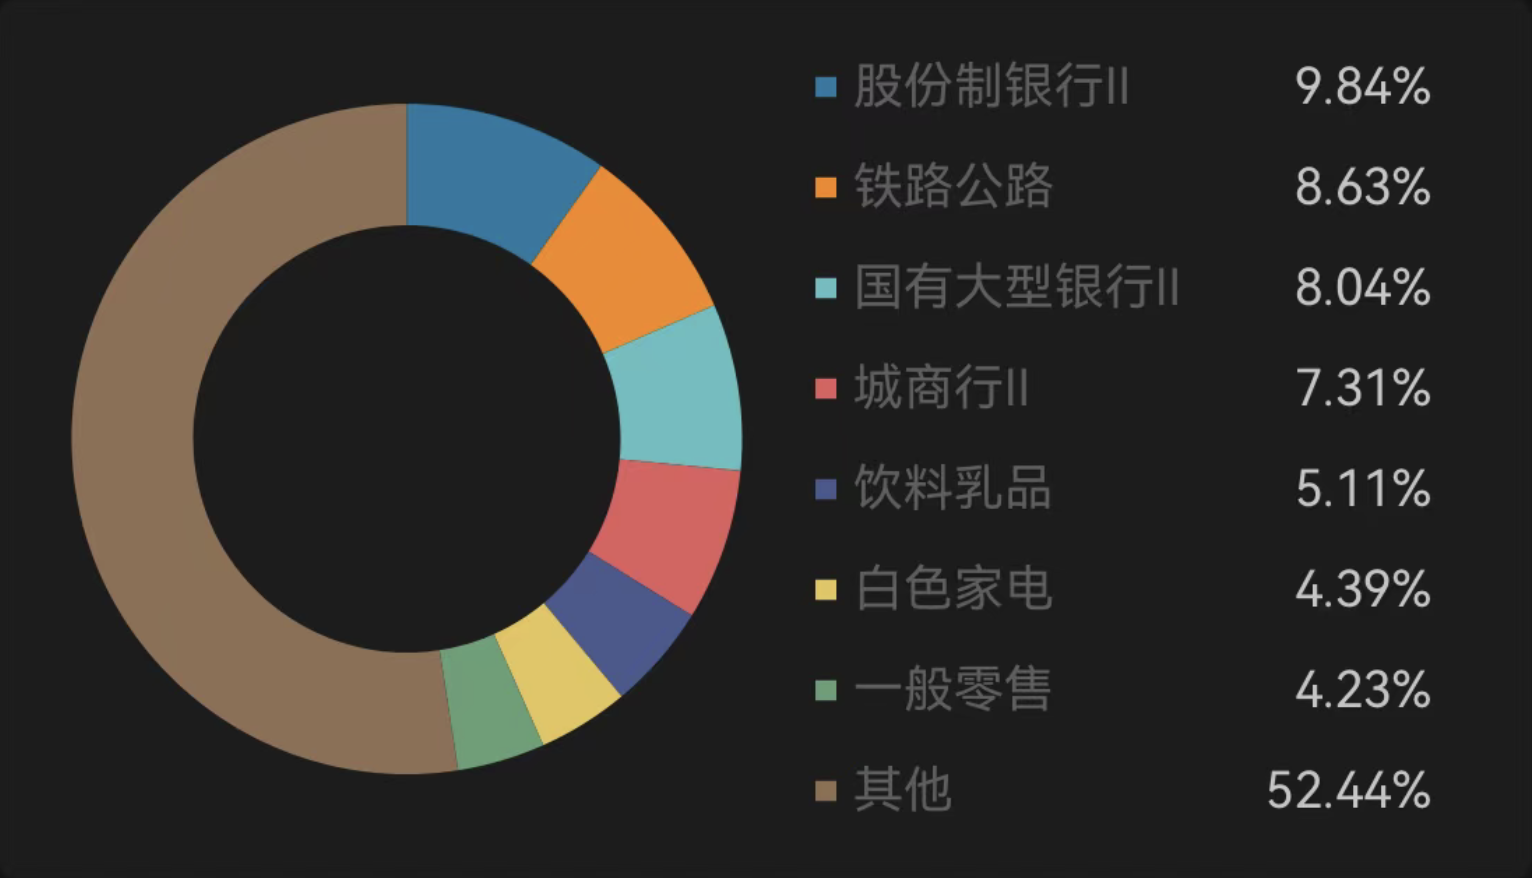 股份制银行II 9.84%
铁路公路 8.63%
国有大型银行II 8.04%
城商行II 7.31%
饮料乳品 5.11%
白色家电 4.39%
一般零售 4.23%
其他 52.44%